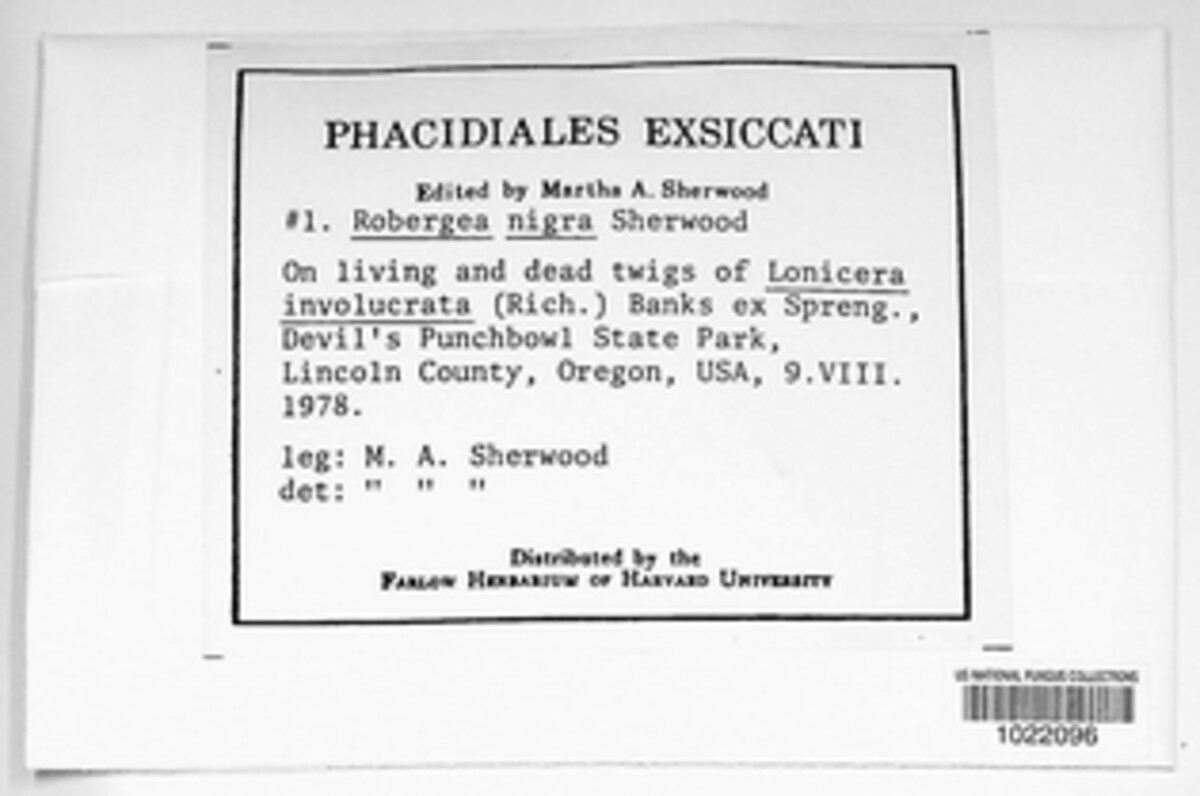 PHACIDIALES EXSICCATI
Edited by Martha A. Sherwood
#1. Robergea nigra Sherwood
On living and dead twigs of Lonicera
involucrata (Rich.) Banks ex Spreng.,
Devil's Punchbowl State Park,
Lincoln County, Oregon, USA, 9.VIII.
1978.
leg: M. A. Sherwood
det: " " "
Distributed by the
FARLOW HERBARIUM OF HARVARD UNIVERSITY
US NATIONAL FUNGUS COLLECTIONS
1022096